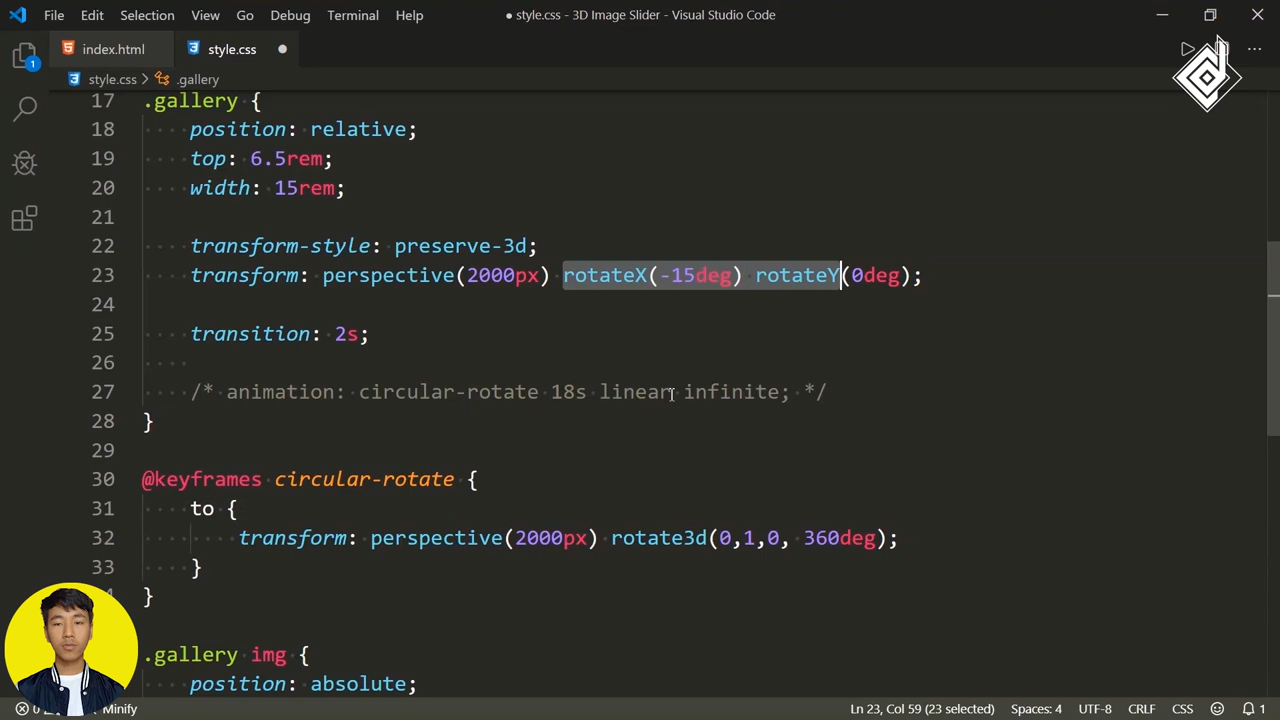 File Edit Selection View Go Debug Terminal Help
● style.css - 3D Image Slider - Visual Studio Code
index.html style.css ●
style.css > .gallery
1
17 .gallery {
18 position: relative;
19 top: 6.5rem;
20 width: 15rem;
21
22 transform-style: preserve-3d;
23 transform: perspective(2000px) rotateX(-15deg) rotateY(0deg);
24
25 transition: 2s;
26
27 /* animation: circular-rotate 18s linear infinite; */
28 }
29
30 @keyframes circular-rotate {
31 to {
32 transform: perspective(2000px) rotate3d(0,1,0, 360deg);
33 }
}
.gallery img {
position: absolute;
0 Minify Ln 23, Col 59 (23 selected) Spaces: 4 UTF-8 CRLF CSS 1